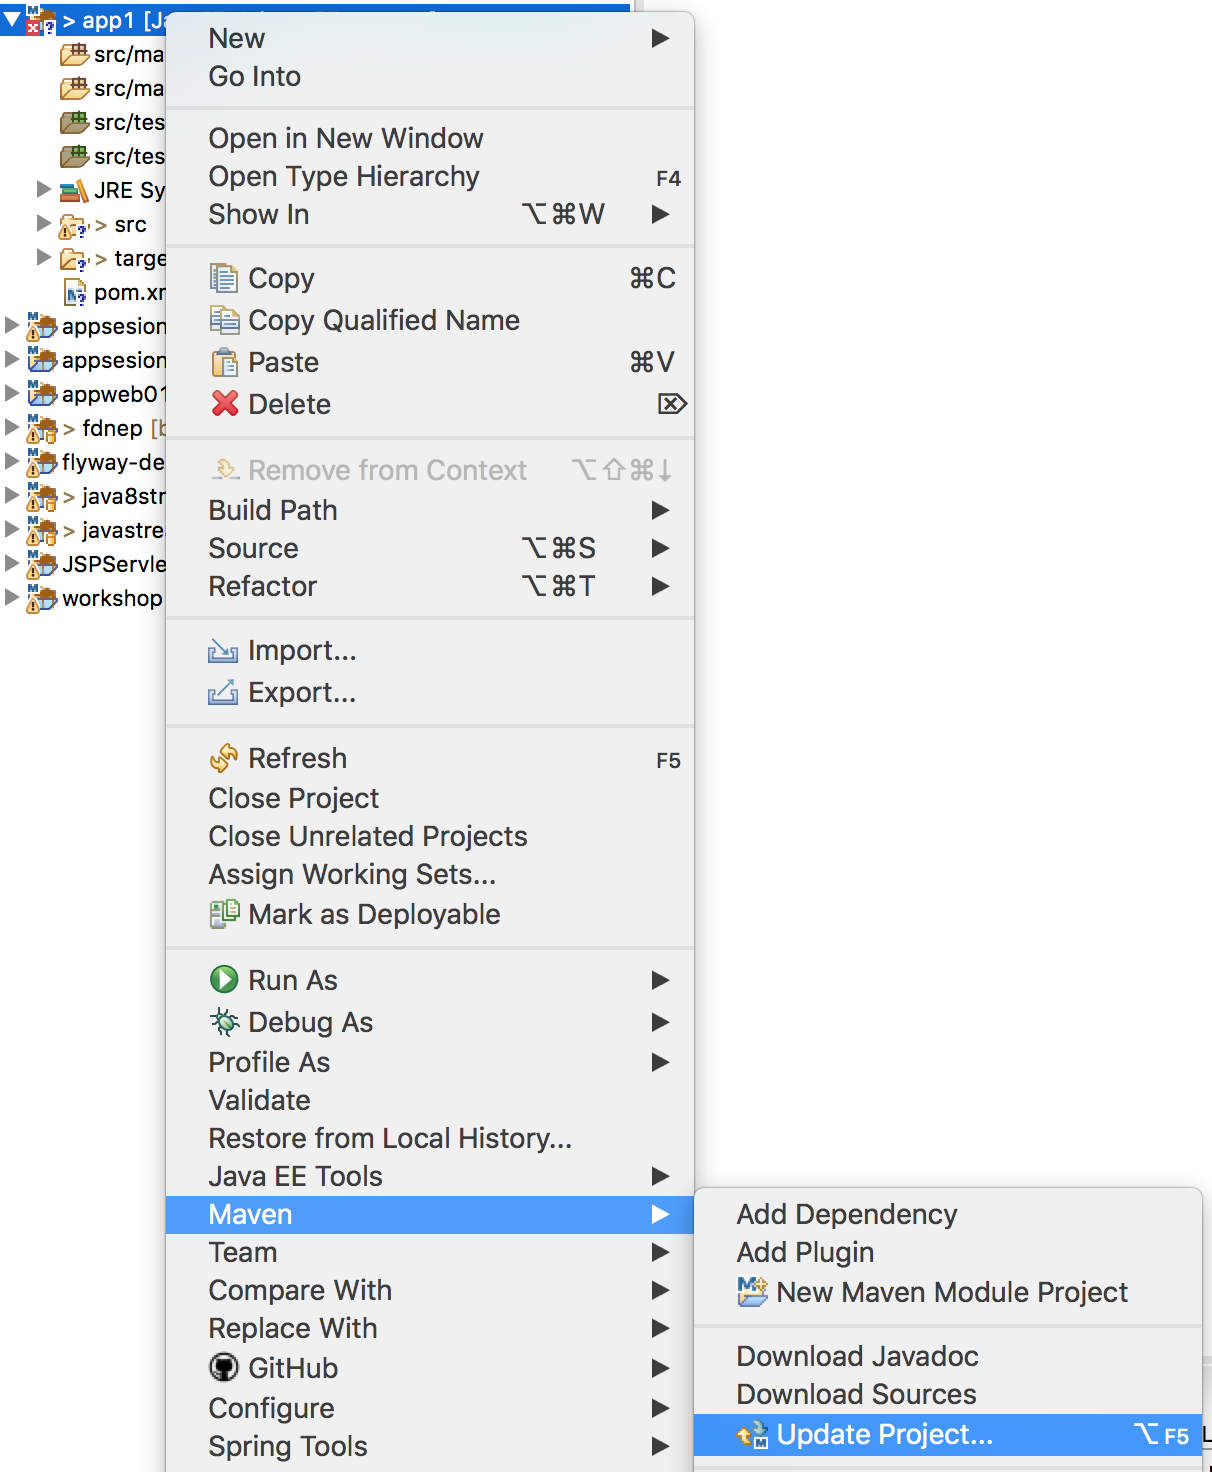 > app1 [Ja
src/ma
src/ma
src/tes
src/tes
JRE Sy
> src
> targe
pom.xr
appsesion
appsesion
appweb01
> fdnep [b
flyway-de
> java8str
> javastre
JSPServle
workshop
New
Go Into
Open in New Window
Open Type Hierarchy F4
Show In ⌥⌘W
Copy ⌘C
Copy Qualified Name
Paste ⌘V
Delete ⌦
Remove from Context ⌥⇧⌘↓
Build Path
Source ⌥⌘S
Refactor ⌥⌘T
Import...
Export...
Refresh F5
Close Project
Close Unrelated Projects
Assign Working Sets...
Mark as Deployable
Run As
Debug As
Profile As
Validate
Restore from Local History...
Java EE Tools
Maven
Team
Compare With
Replace With
GitHub
Configure
Spring Tools
Add Dependency
Add Plugin
New Maven Module Project
Download Javadoc
Download Sources
Update Project... ⌥F5